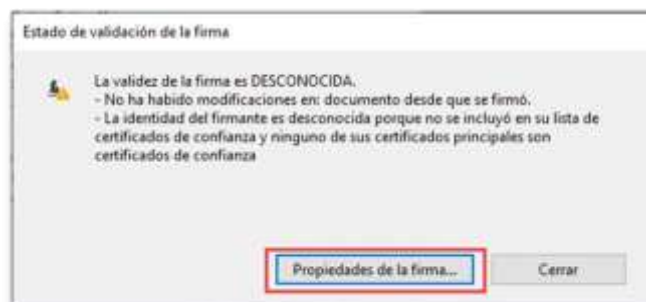 Estado de validación de la firma
La validez de la firma es DESCONOCIDA.
- No ha habido modificaciones en: documento desde que se firmó.
- La identidad del firmante es desconocida porque no se incluyó en su lista de
certificados de confianza y ninguno de sus certificados principales son
certificados de confianza
Propiedades de la firma...
Cerrar